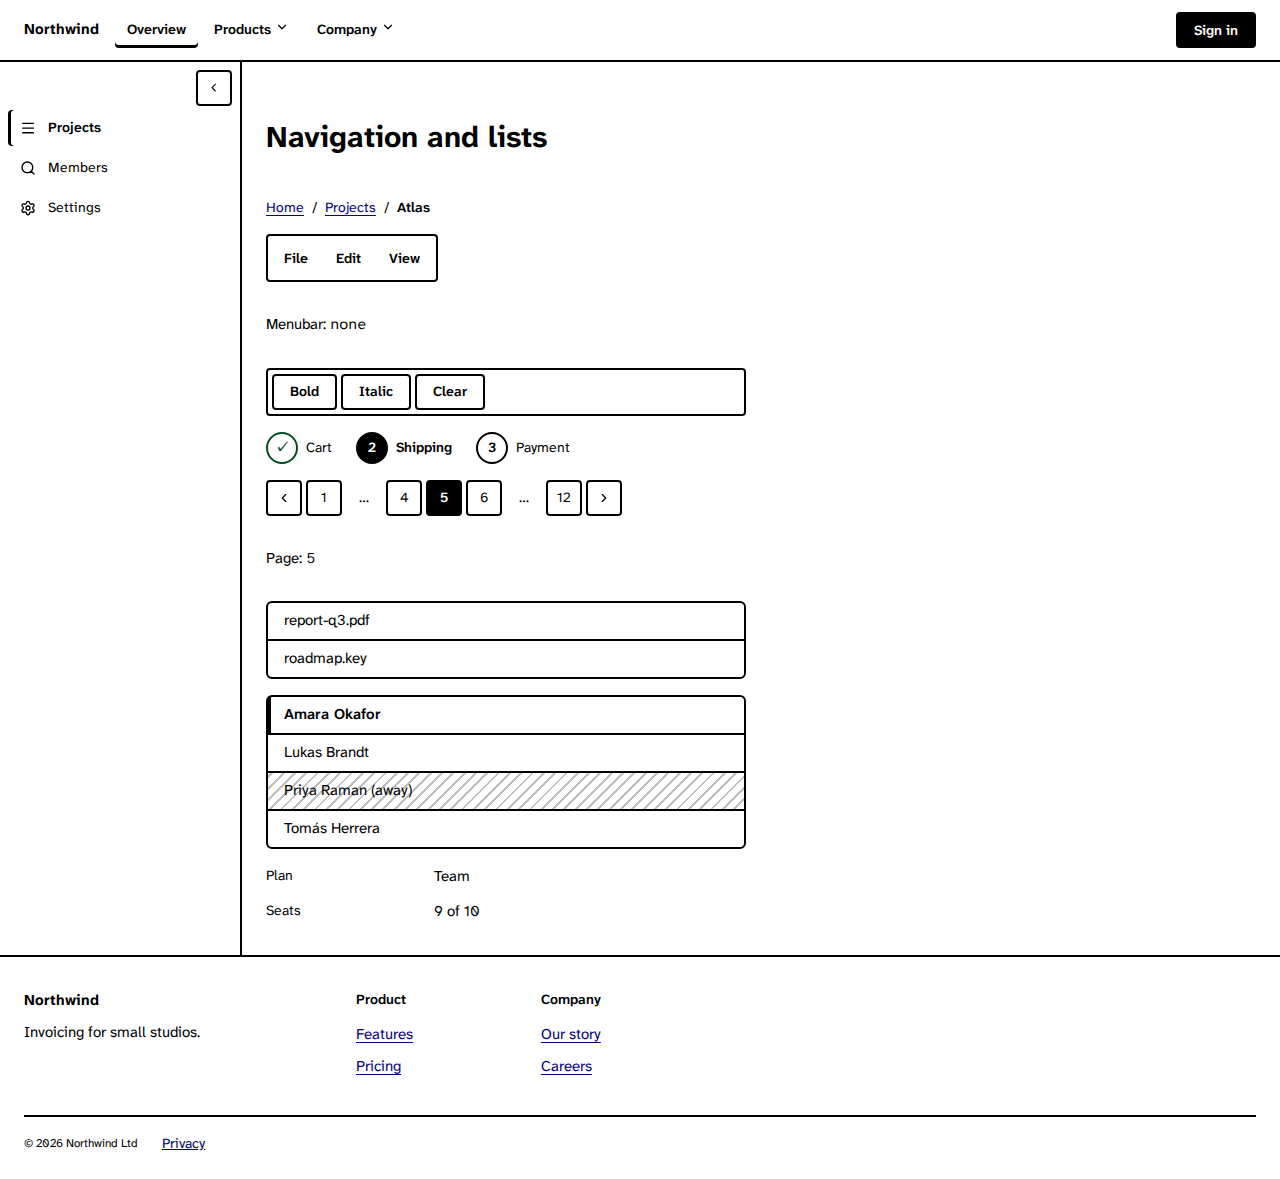 Northwind Overview Products Company Sign in
Projects
Members
Settings
Navigation and lists
Home / Projects / Atlas
File Edit View
Menubar: none
Bold Italic Clear
✓ Cart 2 Shipping 3 Payment
1 … 4 5 6 … 12
Page: 5
report-q3.pdf
roadmap.key
Amara Okafor
Lukas Brandt
Priya Raman (away)
Tomás Herrera
Plan Team
Seats 9 of 10
Northwind Product Company
Invoicing for small studios. Features Our story
Pricing Careers
© 2026 Northwind Ltd Privacy